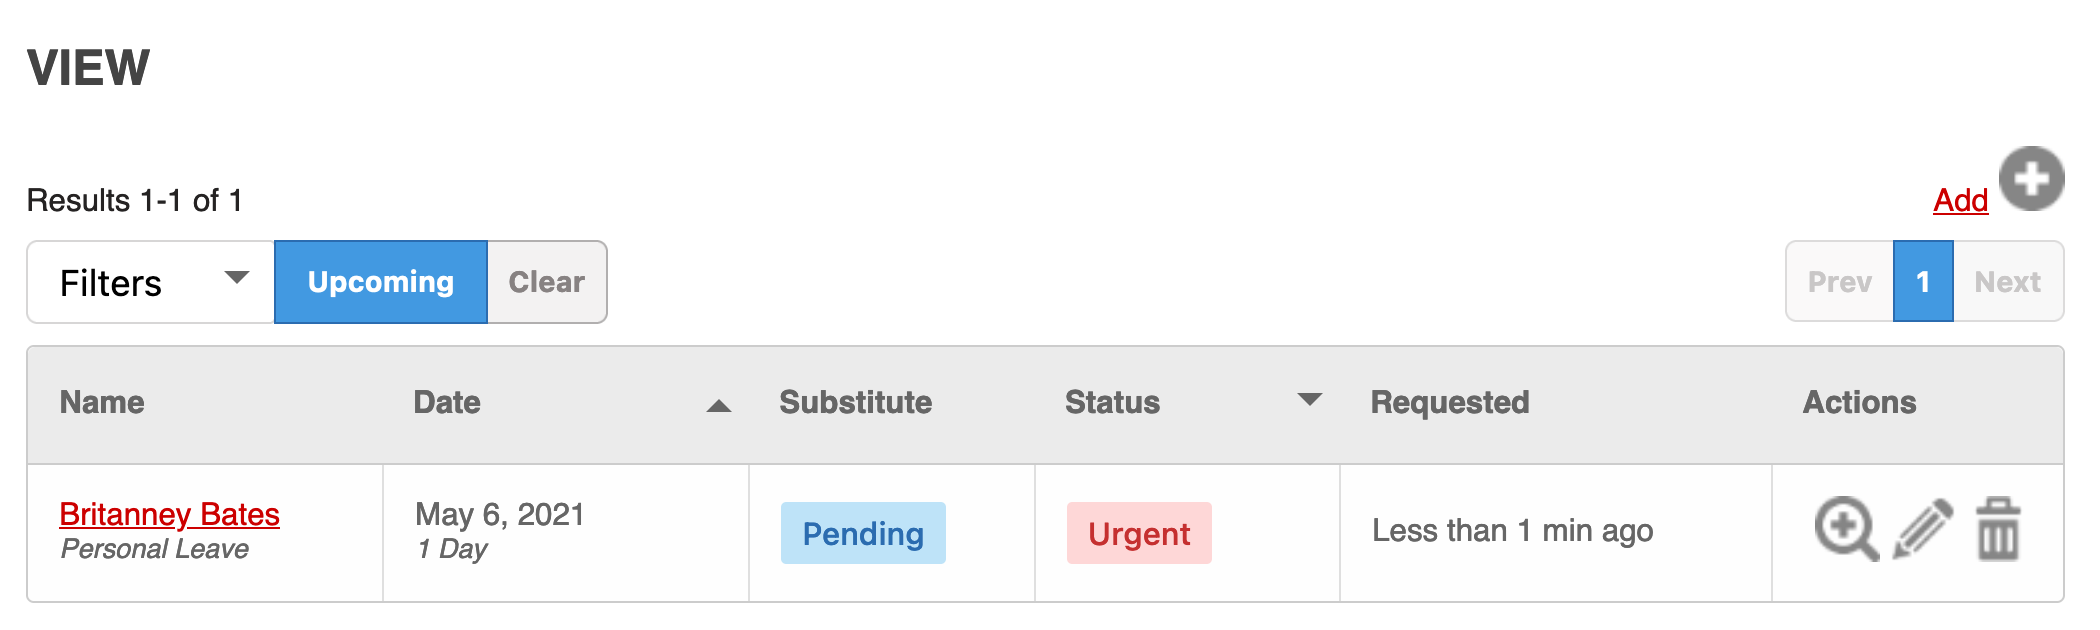 VIEW
Results 1-1 of 1
Add
Filters Upcoming Clear
Prev 1 Next
Name Date Substitute Status Requested Actions
Britanney Bates May 6, 2021 Pending Urgent Less than 1 min ago
Personal Leave 1 Day